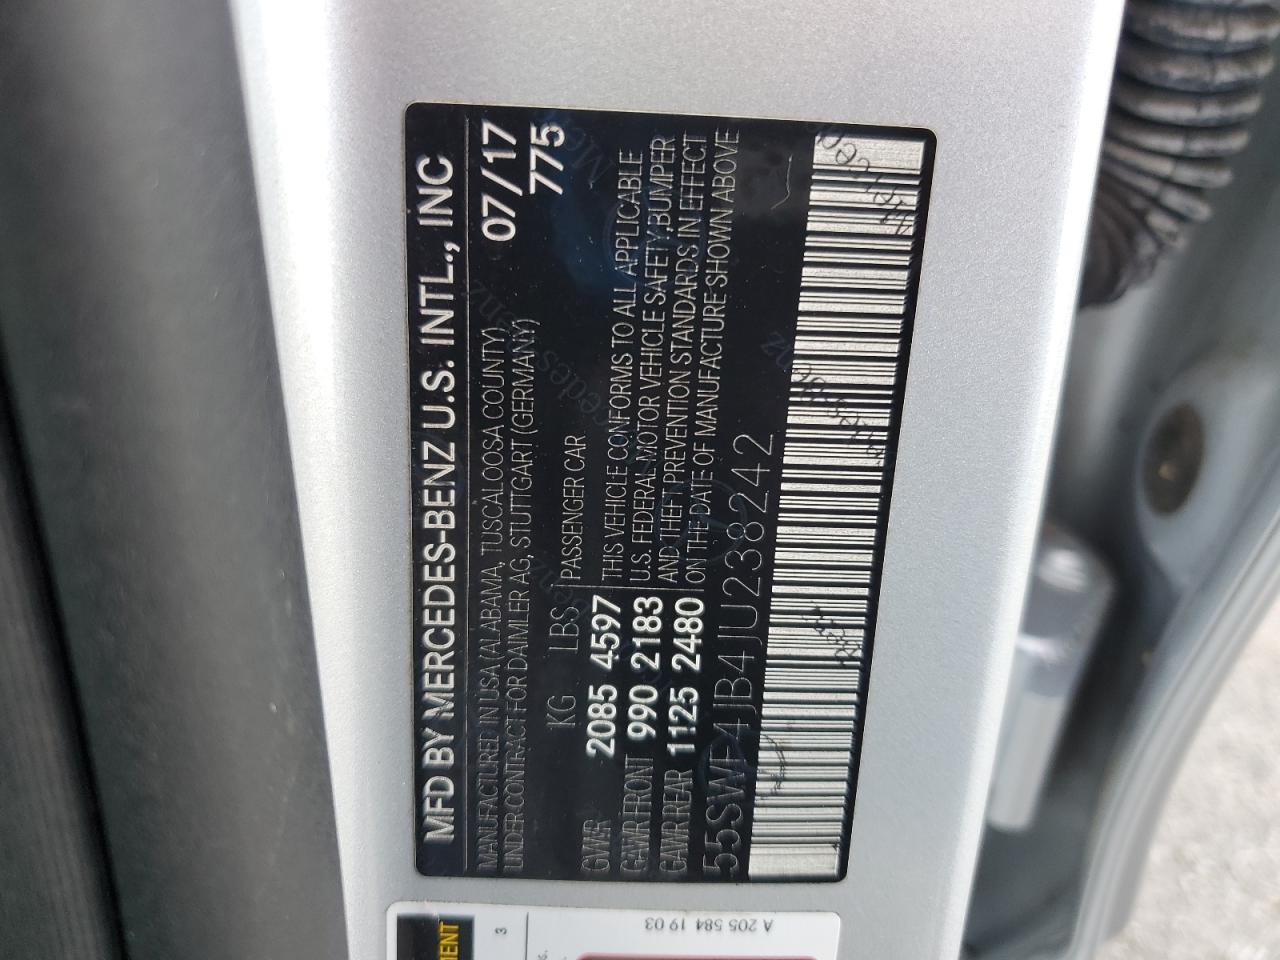 MFD BY MERCEDES-BENZ U.S. INTL., INC
MANUFACTURED IN USA (ALABAMA, TUSCALOOSA COUNTY) 07/17
UNDER CONTRACT FOR DAIMLER AG, STUTTGART (GERMANY) 775
KG LBS PASSENGER CAR
GVWR 2085 4597
GAWR FRONT 990 2183
GAWR REAR 1125 2480
THIS VEHICLE CONFORMS TO ALL APPLICABLE
U.S. FEDERAL MOTOR VEHICLE SAFETY,BUMPER
AND THEFT PREVENTION STANDARDS IN EFFECT
ON THE DATE OF MANUFACTURE SHOWN ABOVE
55SWF4JB4JU238242
3
A 205 584 19 03